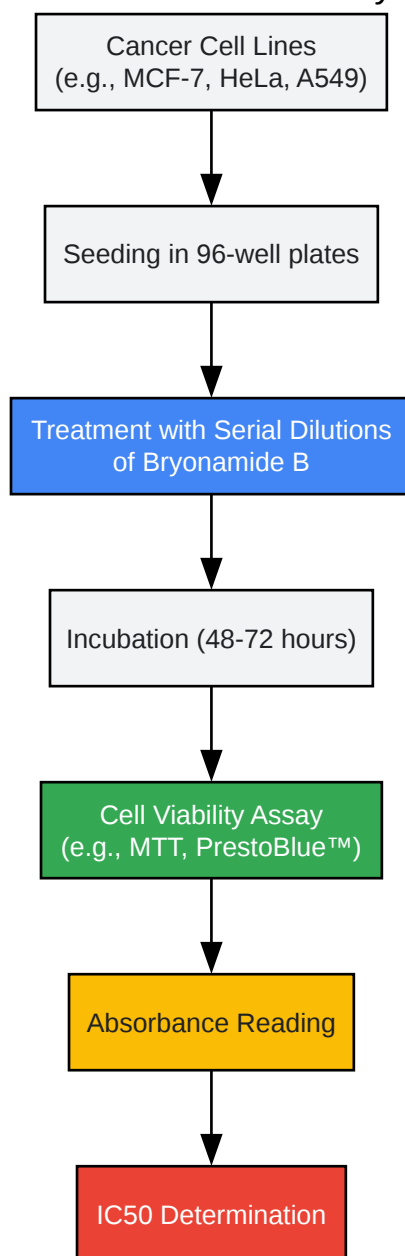 Cancer Cell Lines
(e.g., MCF-7, HeLa, A549)
Seeding in 96-well plates
Treatment with Serial Dilutions
of Bryonamide B
Incubation (48-72 hours)
Cell Viability Assay
(e.g., MTT, PrestoBlue™)
Absorbance Reading
IC50 Determination